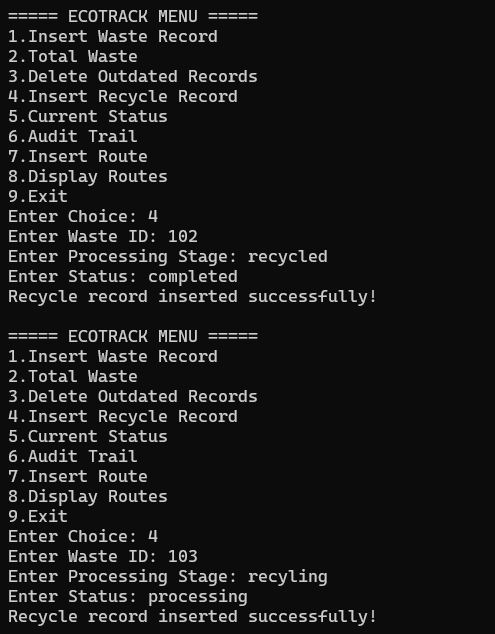 ===== ECOTRACK MENU =====
1.Insert Waste Record
2.Total Waste
3.Delete Outdated Records
4.Insert Recycle Record
5.Current Status
6.Audit Trail
7.Insert Route
8.Display Routes
9.Exit
Enter Choice: 4
Enter Waste ID: 102
Enter Processing Stage: recycled
Enter Status: completed
Recycle record inserted successfully!

===== ECOTRACK MENU =====
1.Insert Waste Record
2.Total Waste
3.Delete Outdated Records
4.Insert Recycle Record
5.Current Status
6.Audit Trail
7.Insert Route
8.Display Routes
9.Exit
Enter Choice: 4
Enter Waste ID: 103
Enter Processing Stage: recyling
Enter Status: processing
Recycle record inserted successfully!